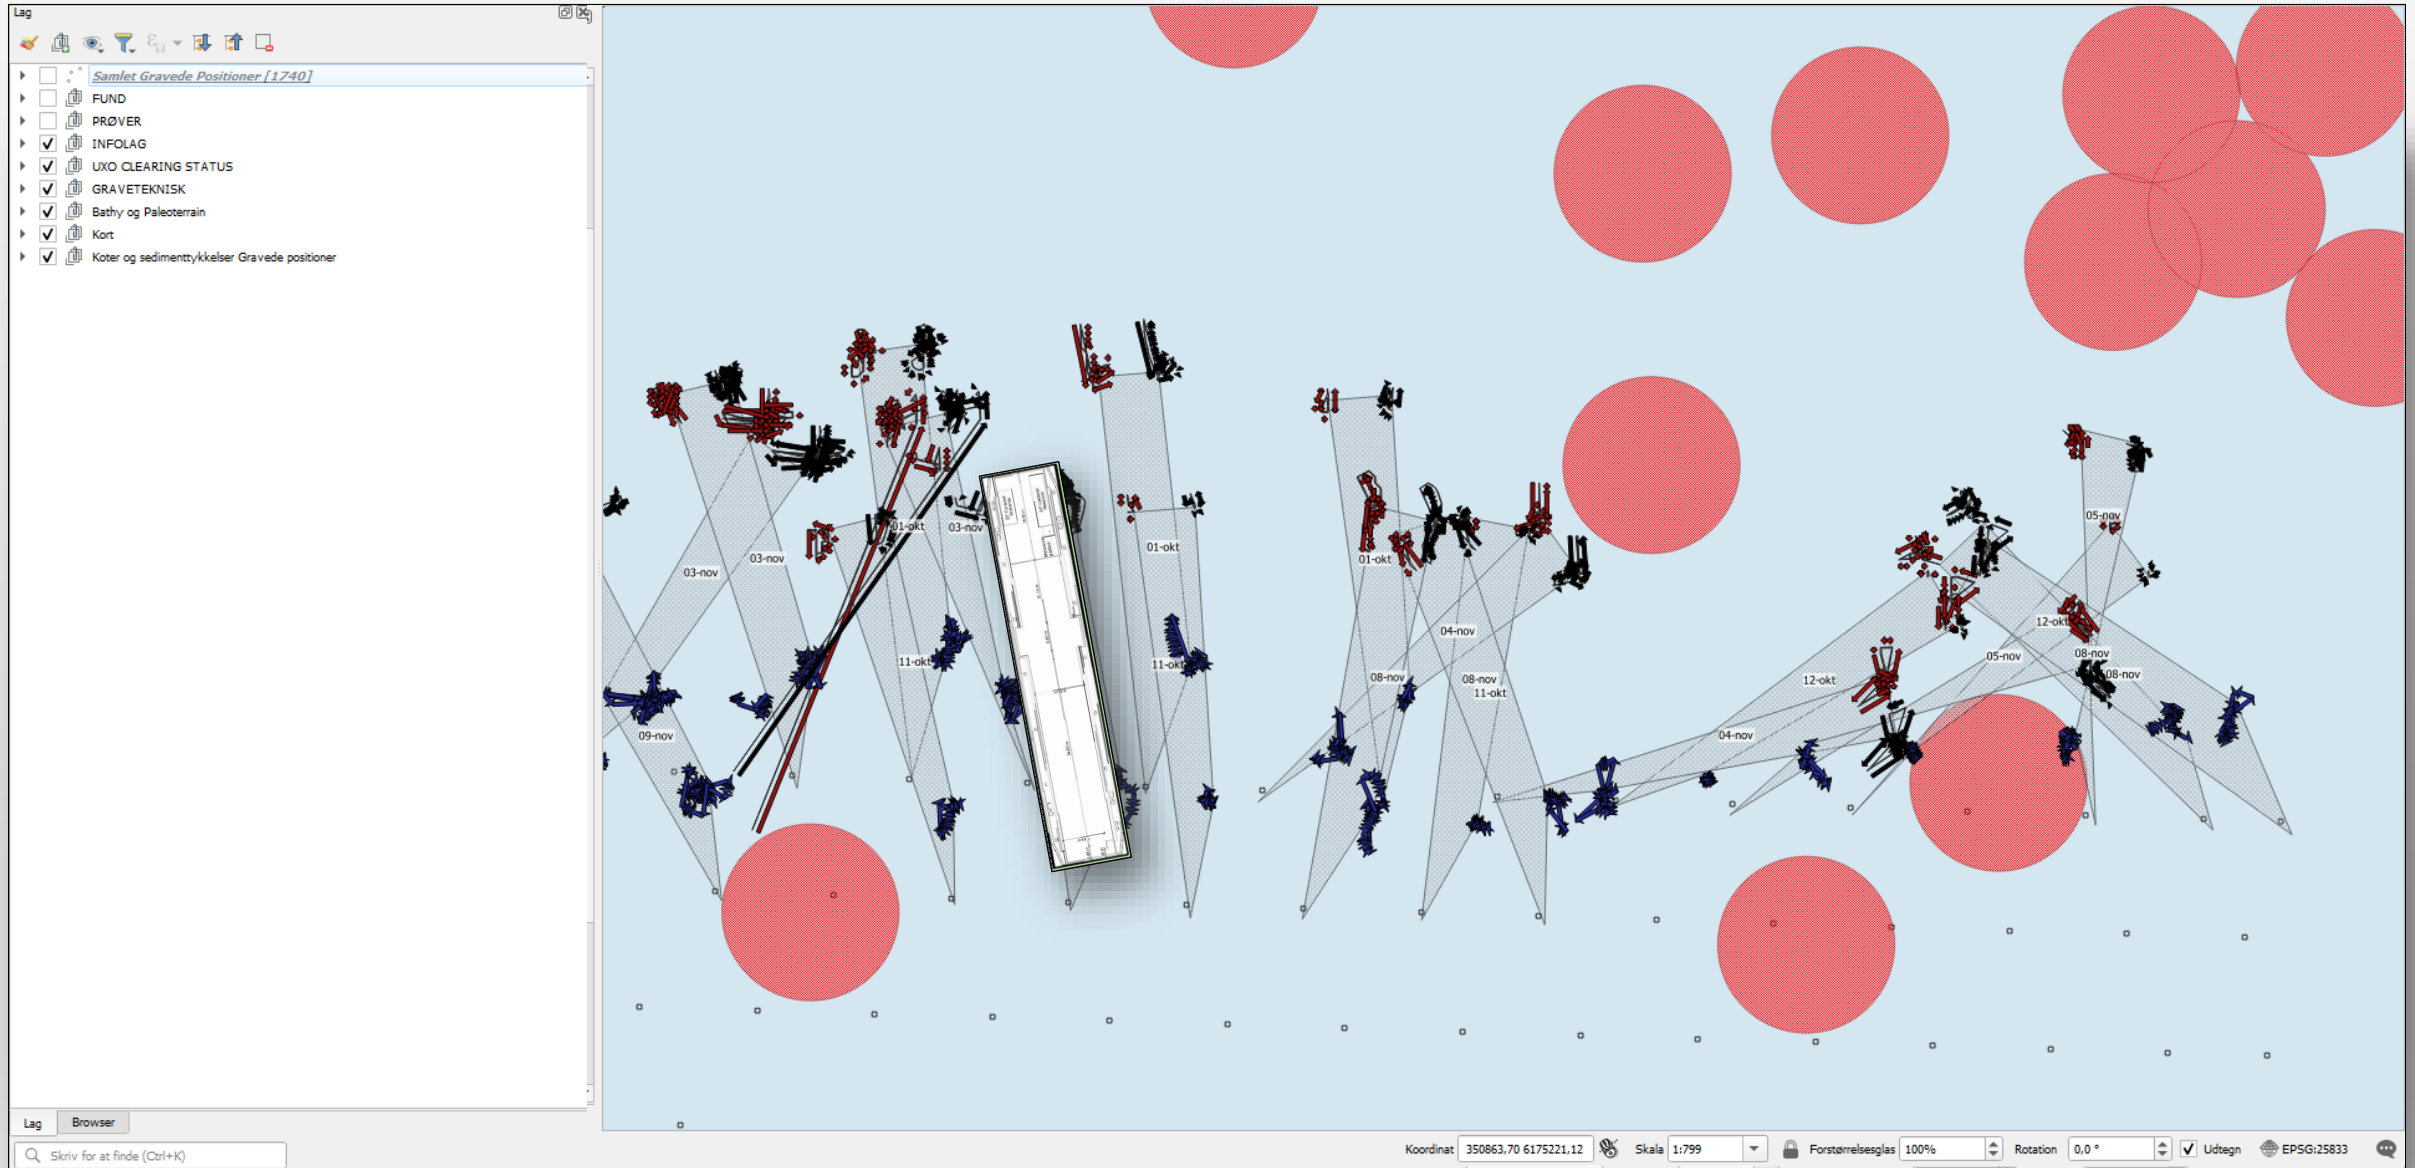 Lag
Samlet Gravede Positioner [1740]
FUND
PRØVER
INFOLAG
UXO CLEARING STATUS
GRAVETEKNISK
Bathy og Paleoterrain
Kort
Koter og sedimenttykkelser Gravede positioner
01-okt
03-nov
05-nov
01-okt
03-nov
03-nov
01-okt
12-okt
04-nov
08-nov
05-nov
11-okt
11-okt
08-nov
08-nov
08-nov
11-okt
12-okt
09-nov
04-nov
Lag
Browser
Skriv for at finde (Ctrl+K)
Koordinat 350863,70 6175221,12 Skala 1:799 Forstørrelsesglas 100% Rotation 0,0 ° Udtegn EPSG:25833